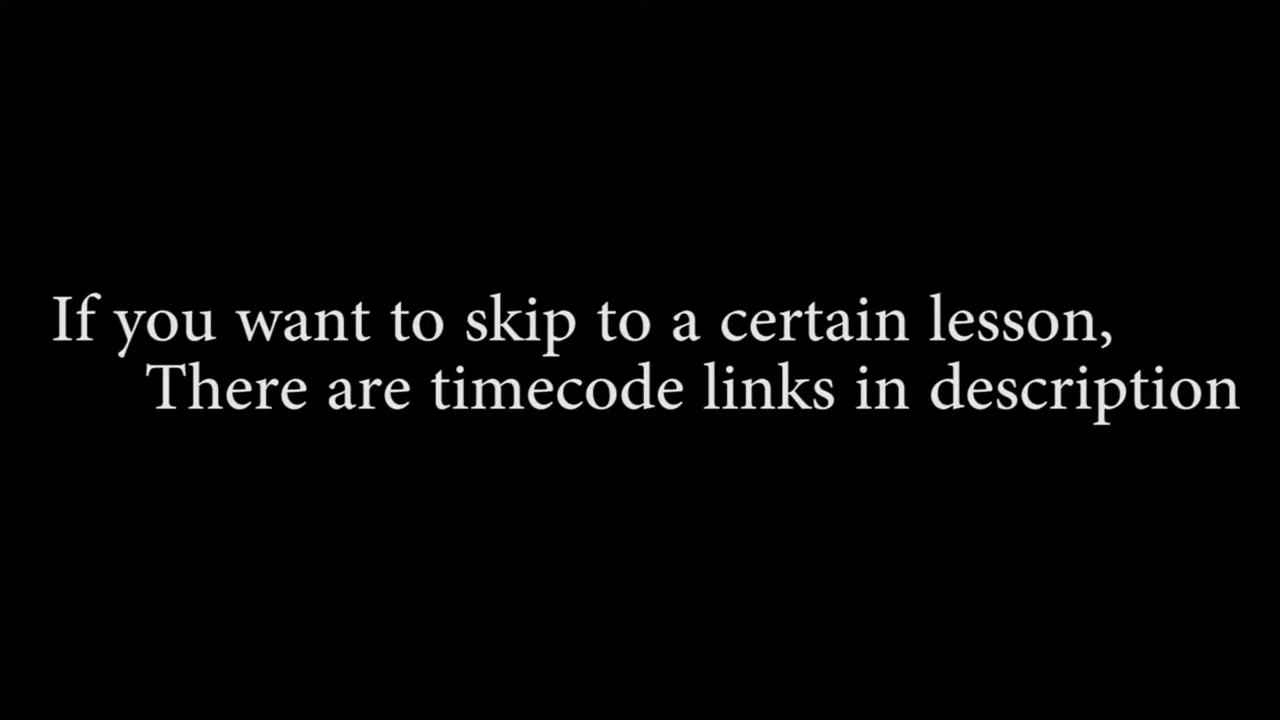 If you want to skip to a certain lesson,
There are timecode links in description